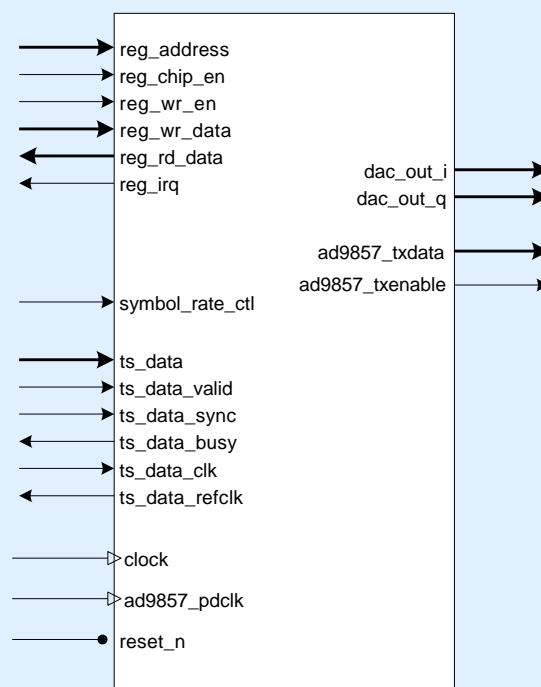 reg_address
reg_chip_en
reg_wr_en
reg_wr_data
reg_rd_data
reg_irq
symbol_rate_ctl
ts_data
ts_data_valid
ts_data_sync
ts_data_busy
ts_data_clk
ts_data_refclk
clock
ad9857_pdclk
reset_n
dac_out_i
dac_out_q
ad9857_txdata
ad9857_txenable